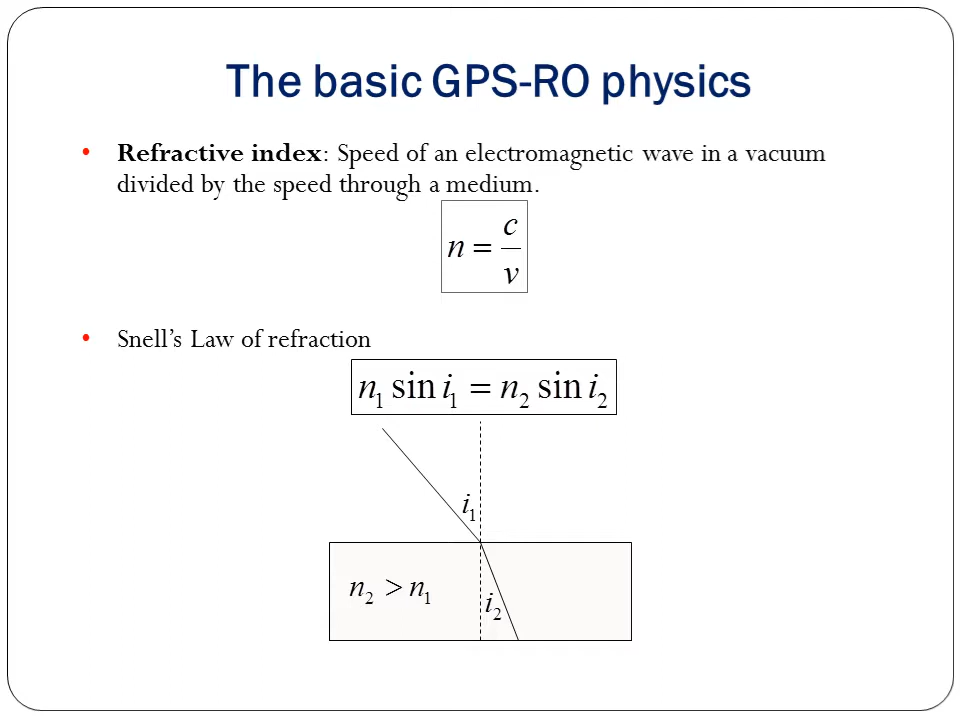 The basic GPS-RO physics
• Refractive index: Speed of an electromagnetic wave in a vacuum
divided by the speed through a medium.
n = c/v
• Snell’s Law of refraction
n₁ sin i₁ = n₂ sin i₂
i₁
n₂ > n₁
i₂